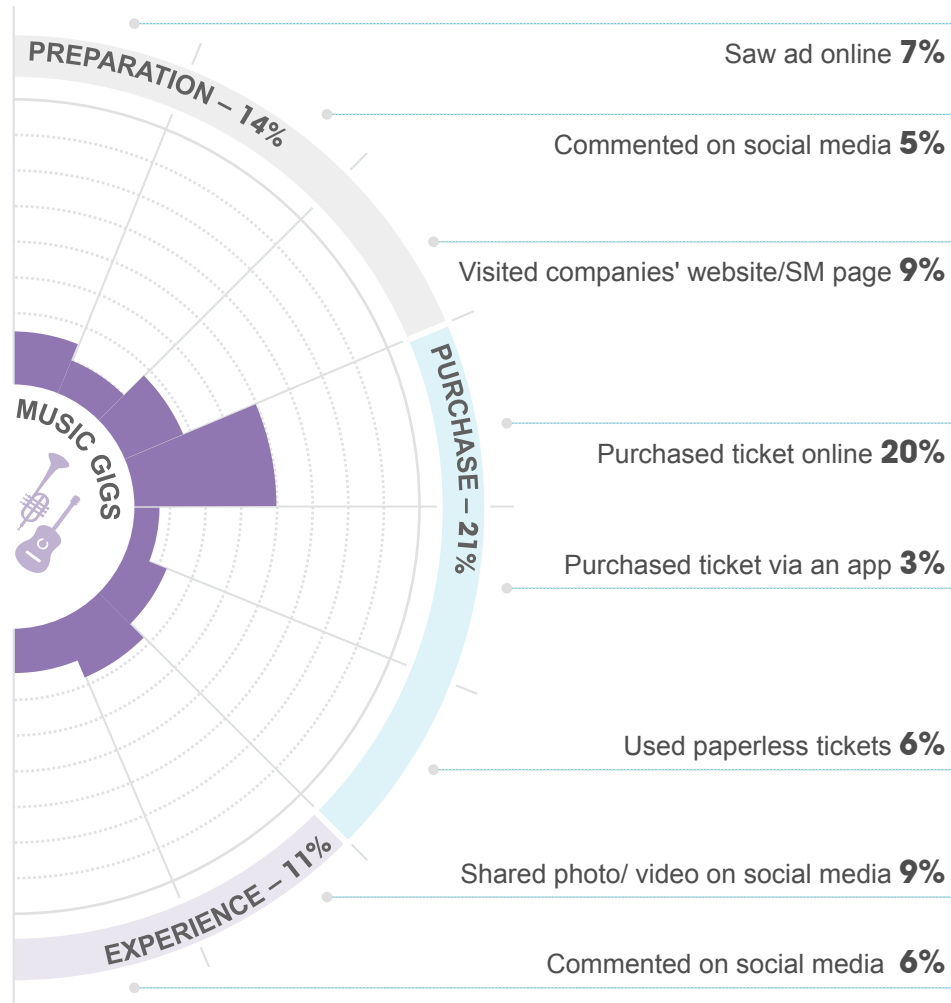 PREPARATION – 14%
Saw ad online 7%
Commented on social media 5%
Visited companies' website/SM page 9%
MUSIC GIGS
PURCHASE – 21%
Purchased ticket online 20%
Purchased ticket via an app 3%
Used paperless tickets 6%
EXPERIENCE – 11%
Shared photo/ video on social media 9%
Commented on social media 6%